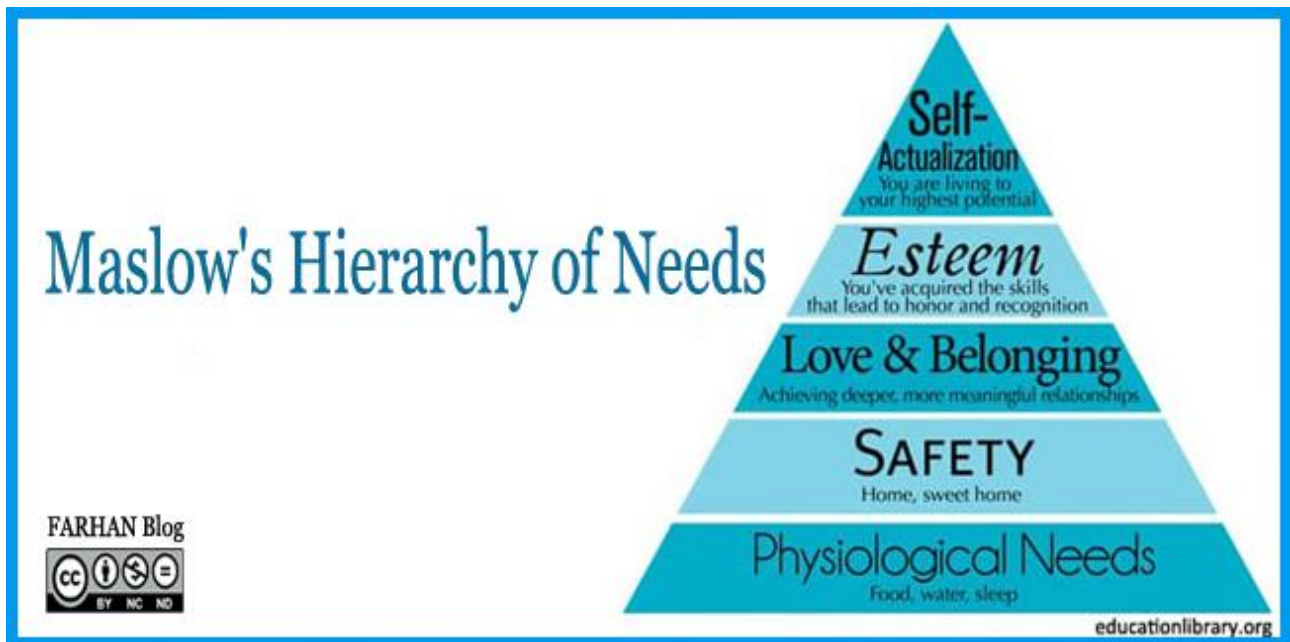 Maslow's Hierarchy of Needs
Self-
Actualization
You are living to
your highest potential
Esteem
You've acquired the skills
that lead to honor and recognition
Love & Belonging
Achieving deeper, more meaningful relationships
SAFETY
Home, sweet home
Physiological Needs
Food, water, sleep
FARHAN Blog
cc
BY NC ND
educationlibrary.org